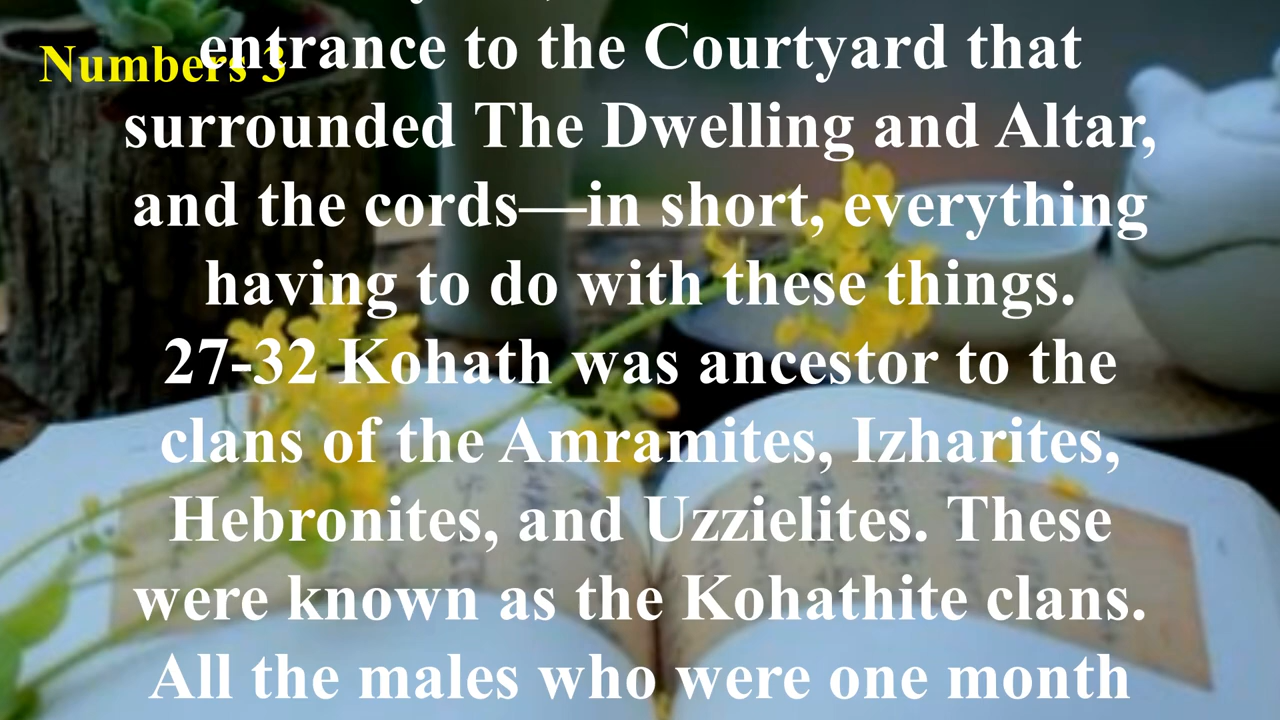 Numbers 3
entrance to the Courtyard that
surrounded The Dwelling and Altar,
and the cords—in short, everything
having to do with these things.
27-32 Kohath was ancestor to the
clans of the Amramites, Izharites,
Hebronites, and Uzzielites. These
were known as the Kohathite clans.
All the males who were one month